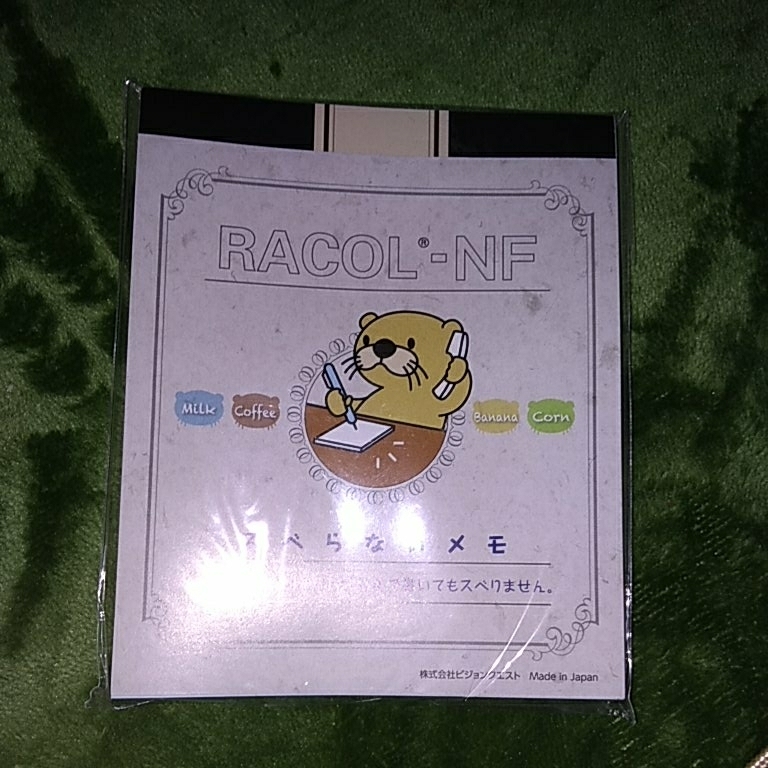 RACOL®-NF
Milk Coffee Banana Corn
べらな メモ
いてもスベりません。
株式会社ビジョンクエスト Made in Japan